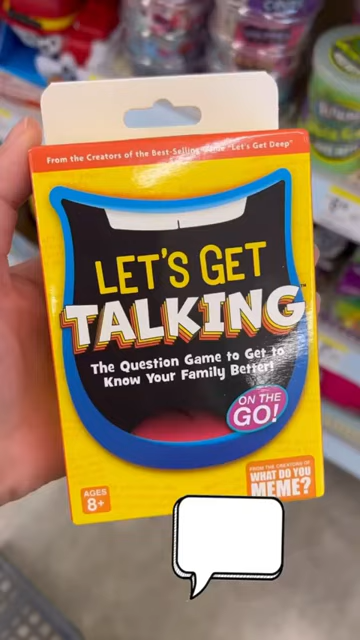 From the Creators of the Best-Selling Game "Let's Get Deep"
LET'S GET
TALKING™
The Question Game to Get to
Know Your Family Better!
ON THE
GO!
AGES
8+
FROM THE CREATORS OF
WHAT DO YOU
MEME?